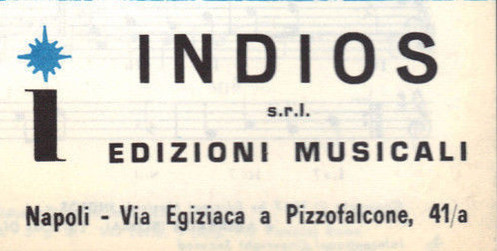 INDIOS
s.r.l.
i
EDIZIONI MUSICALI
Napoli - Via Egiziaca a Pizzofalcone, 41/a